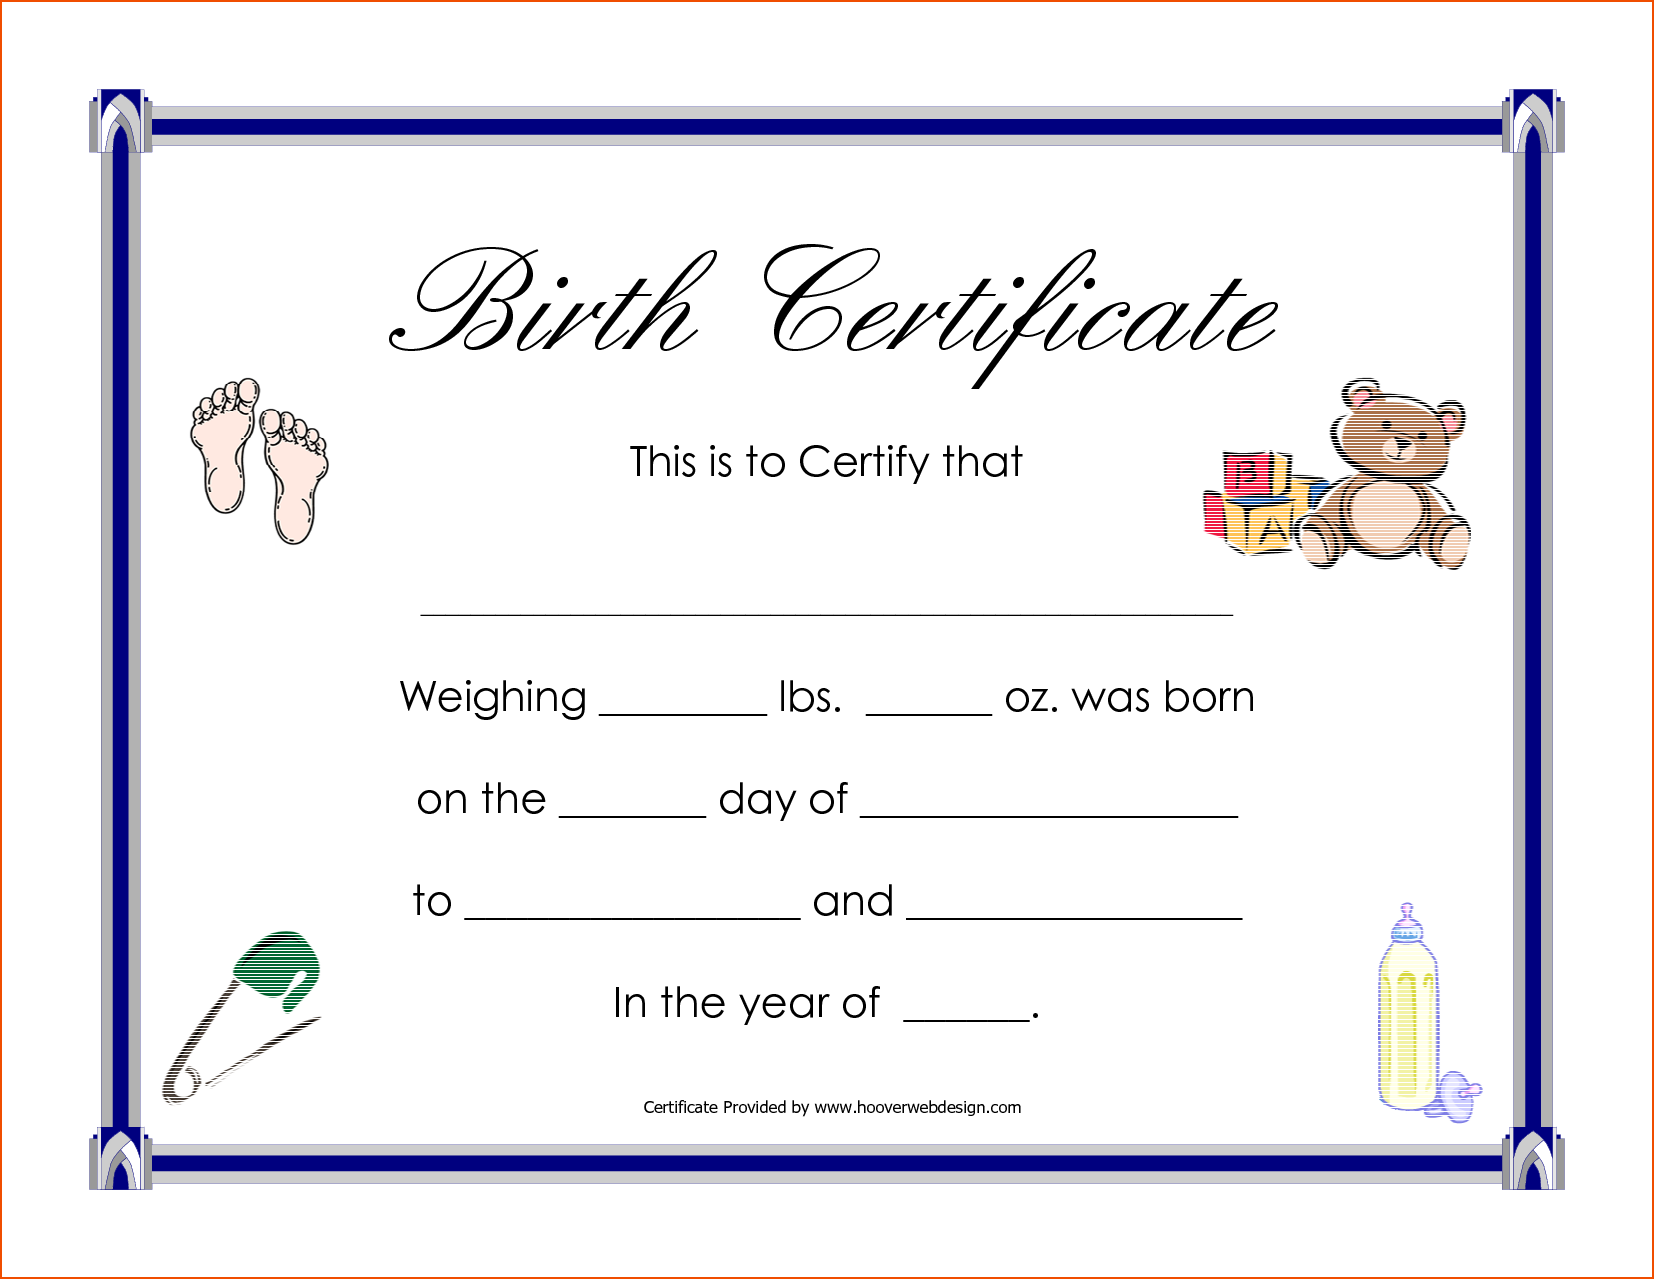 Birth Certificate
This is to Certify that
B
A
_______________________________
Weighing ________ lbs.  ______ oz. was born
on the _______ day of __________________
to ________________ and ________________
In the year of  ______.
Certificate Provided by www.hooverwebdesign.com